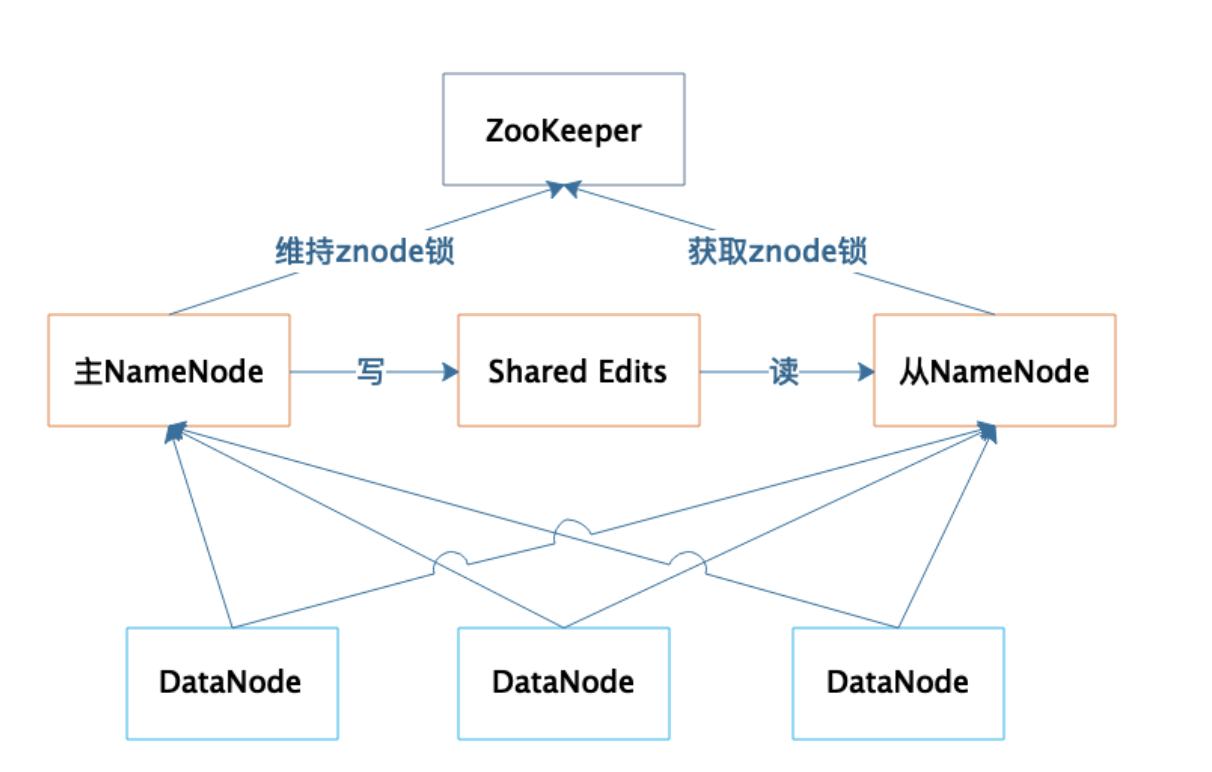 ZooKeeper
维持znode锁
获取znode锁
主NameNode
写
Shared Edits
读
从NameNode
DataNode
DataNode
DataNode